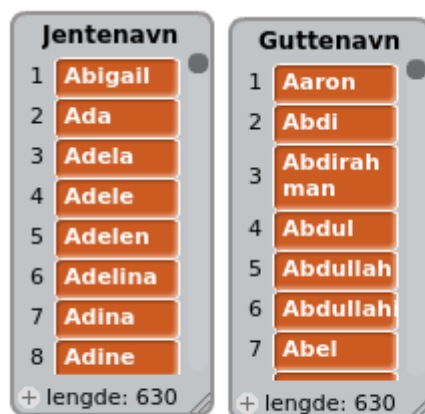 Jentenavn
1 Abigail
2 Ada
3 Adela
4 Adele
5 Adelen
6 Adelina
7 Adina
8 Adine
+ lengde: 630
Guttenavn
1 Aaron
2 Abdi
3 Abdirah
man
4 Abdul
5 Abdullah
6 Abdullahi
7 Abel
+ lengde: 630